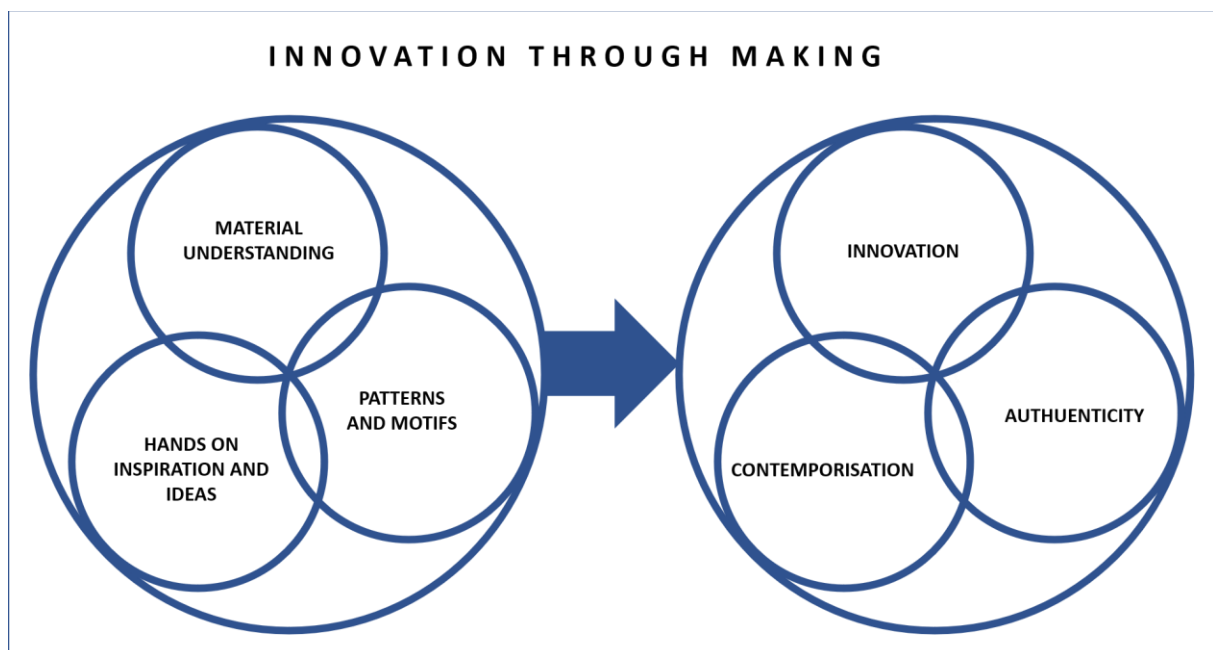 INNOVATION THROUGH MAKING
MATERIAL
UNDERSTANDING
PATTERNS
AND MOTIFS
HANDS ON
INSPIRATION AND
IDEAS
INNOVATION
AUTHUENTICITY
CONTEMPORISATION